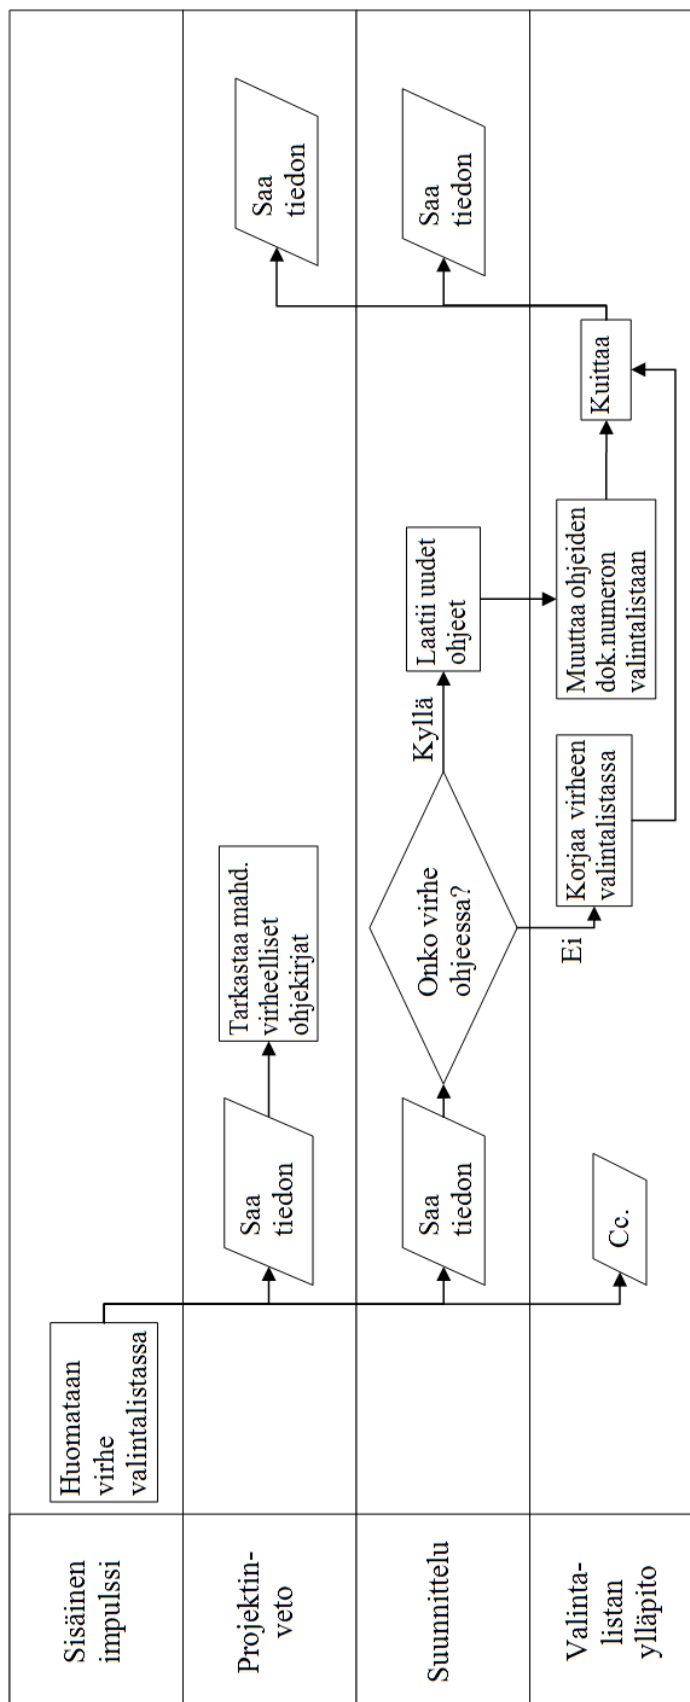 Sisäinen
impulssi
Huomataan
virhe
valintalistassa
Projektin-
veto
Saa
tiedon
Tarkastaa mahd.
virheelliset
ohjekirjat
Saa
tiedon
Suunnittelu
Saa
tiedon
Onko virhe
ohjeessa?
Kyllä
Laatii uudet
ohjeet
Saa
tiedon
Valinta-
listan
ylläpito
Cc.
Ei
Korjaa virheen
valintalistassa
Muuttaa ohjeiden
dok.numeron
valintalistaan
Kuittaa